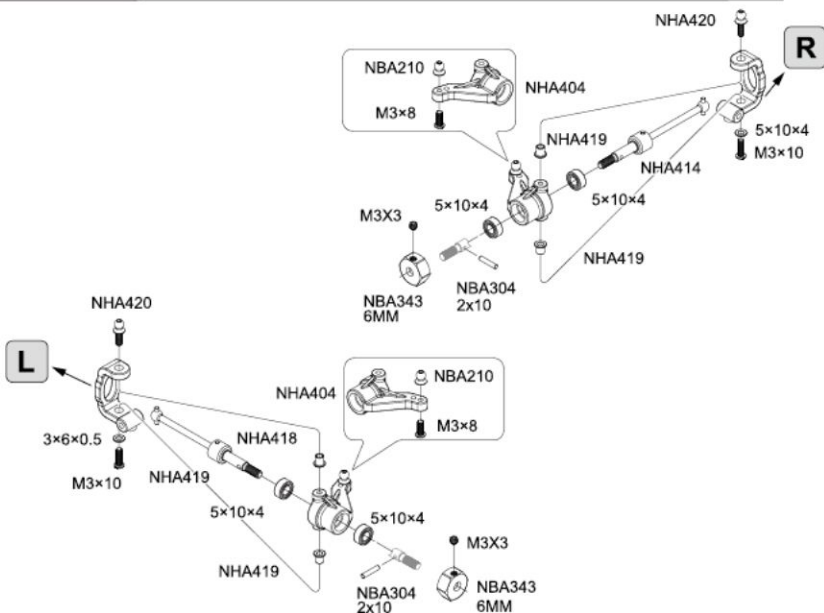 NHA420
R
NBA210
NHA404
M3×8
5×10×4
M3×10
NHA419
NHA414
5×10×4
5×10×4
M3X3
NHA419
NBA343
6MM
NBA304
2x10
NHA420
L
NHA404
NBA210
M3×8
3×6×0.5
NHA418
M3×10
NHA419
5×10×4
5×10×4
M3X3
NHA419
NBA304
2x10
NBA343
6MM